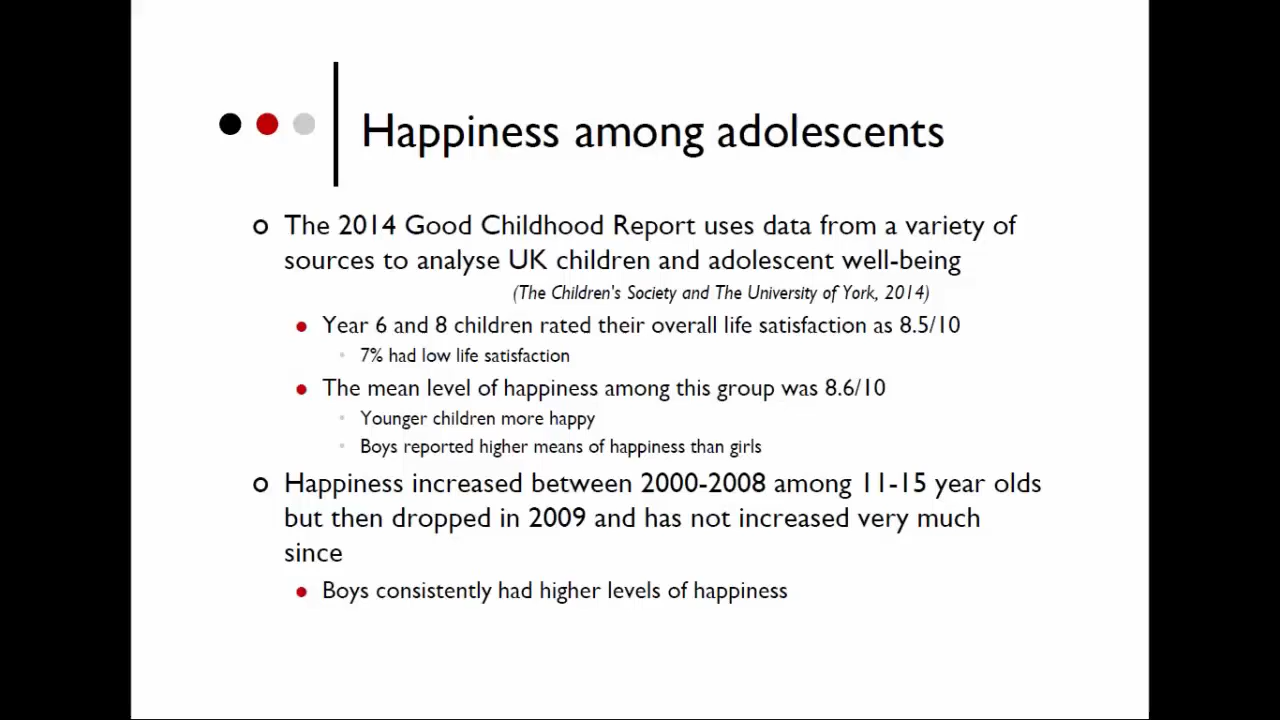 Happiness among adolescents
The 2014 Good Childhood Report uses data from a variety of
sources to analyse UK children and adolescent well-being
(The Children's Society and The University of York, 2014)
Year 6 and 8 children rated their overall life satisfaction as 8.5/10
7% had low life satisfaction
The mean level of happiness among this group was 8.6/10
Younger children more happy
Boys reported higher means of happiness than girls
Happiness increased between 2000-2008 among 11-15 year olds
but then dropped in 2009 and has not increased very much
since
Boys consistently had higher levels of happiness